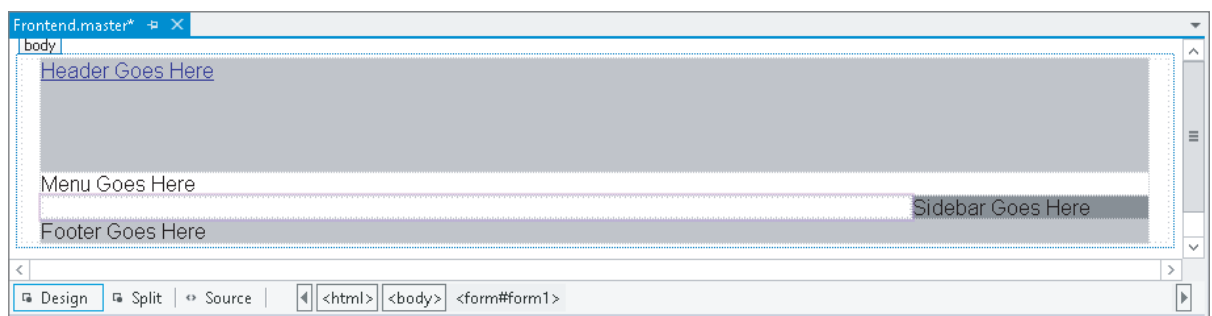 Frontend.master*
body
Header Goes Here
Menu Goes Here
Sidebar Goes Here
Footer Goes Here
Design Split Source <html> <body> <form#form1>